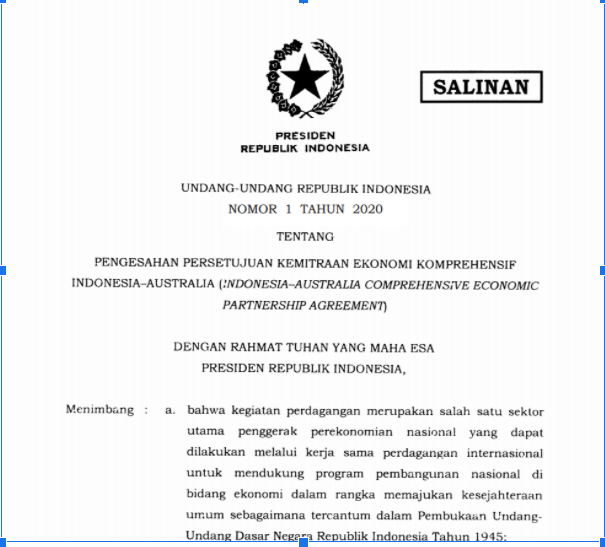 SALINAN
PRESIDEN
REPUBLIK INDONESIA
UNDANG-UNDANG REPUBLIK INDONESIA
NOMOR 1 TAHUN 2020
TENTANG
PENGESAHAN PERSETUJUAN KEMITRAAN EKONOMI KOMPREHENSIF
INDONESIA–AUSTRALIA (INDONESIA–AUSTRALIA COMPREHENSIVE ECONOMIC
PARTNERSHIP AGREEMENT)
DENGAN RAHMAT TUHAN YANG MAHA ESA
PRESIDEN REPUBLIK INDONESIA,
Menimbang : a. bahwa kegiatan perdagangan merupakan salah satu sektor
utama penggerak perekonomian nasional yang dapat
dilakukan melalui kerja sama perdagangan internasional
untuk mendukung program pembangunan nasional di
bidang ekonomi dalam rangka memajukan kesejahteraan
umum sebagaimana tercantum dalam Pembukaan Undang-
Undang Dasar Negara Republik Indonesia Tahun 1945;